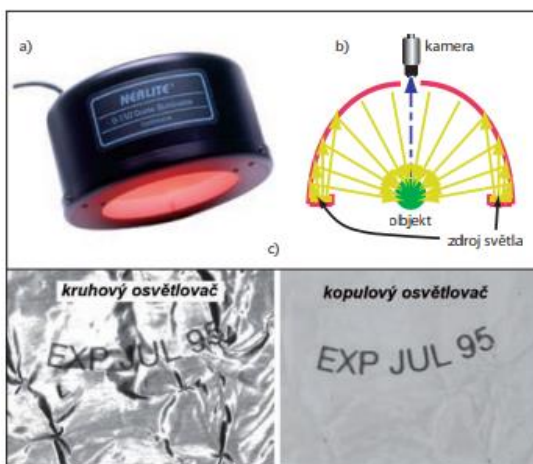 a)
NERLITE
b)
kamera
objekt
zdroj světla
c)
kruhový osvětlovač
EXP JUL 95
kopulový osvětlovač
EXP JUL 95